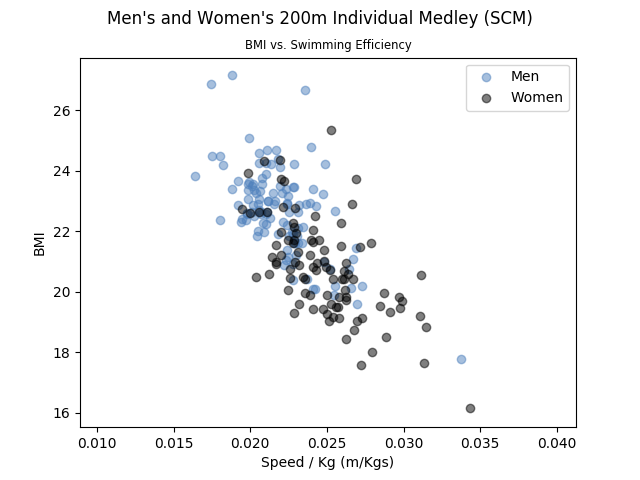 Men's and Women's 200m Individual Medley (SCM)
BMI vs. Swimming Efficiency
Men
Women
26
24
22
20
18
16
BMI
0.010
0.015
0.020
0.025
0.030
0.035
0.040
Speed / Kg (m/Kgs)